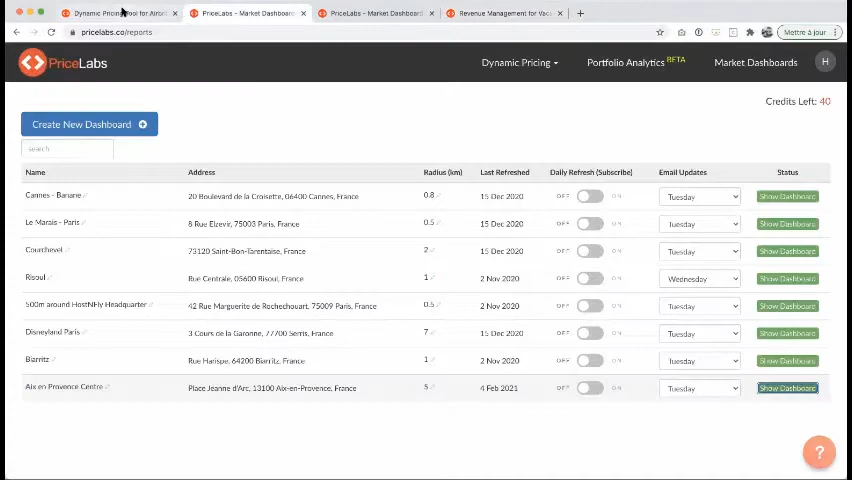 Dynamic Pricing Tool for Airbn
PriceLabs - Market Dashboard
PriceLabs - Market Dashboard
Revenue Management for Vac
pricelabs.co/reports
Mettre à jour
PriceLabs
Dynamic Pricing
Portfolio Analytics BETA
Market Dashboards
H
Credits Left: 40
Create New Dashboard
search
Name Address Radius (km) Last Refreshed Daily Refresh (Subscribe) Email Updates Status
Cannes - Banane 20 Boulevard de la Croisette, 06400 Cannes, France 0.8 15 Dec 2020 OFF ON Tuesday Show Dashboard
Le Marais - Paris 8 Rue Elzevir, 75003 Paris, France 0.5 15 Dec 2020 OFF ON Tuesday Show Dashboard
Courchevel 73120 Saint-Bon-Tarentaise, France 2 15 Dec 2020 OFF ON Tuesday Show Dashboard
Risoul Rue Centrale, 05600 Risoul, France 1 2 Nov 2020 OFF ON Wednesday Show Dashboard
500m around HostNFly Headquarter 42 Rue Marguerite de Rochechouart, 75009 Paris, France 0.5 2 Nov 2020 OFF ON Tuesday Show Dashboard
Disneyland Paris 3 Cours de la Garonne, 77700 Serris, France 7 15 Dec 2020 OFF ON Tuesday Show Dashboard
Biarritz Rue Harispe, 64200 Biarritz, France 1 2 Nov 2020 OFF ON Tuesday Show Dashboard
Aix en Provence Centre Place Jeanne d'Arc, 13100 Aix-en-Provence, France 5 4 Feb 2021 OFF ON Tuesday Show Dashboard
?